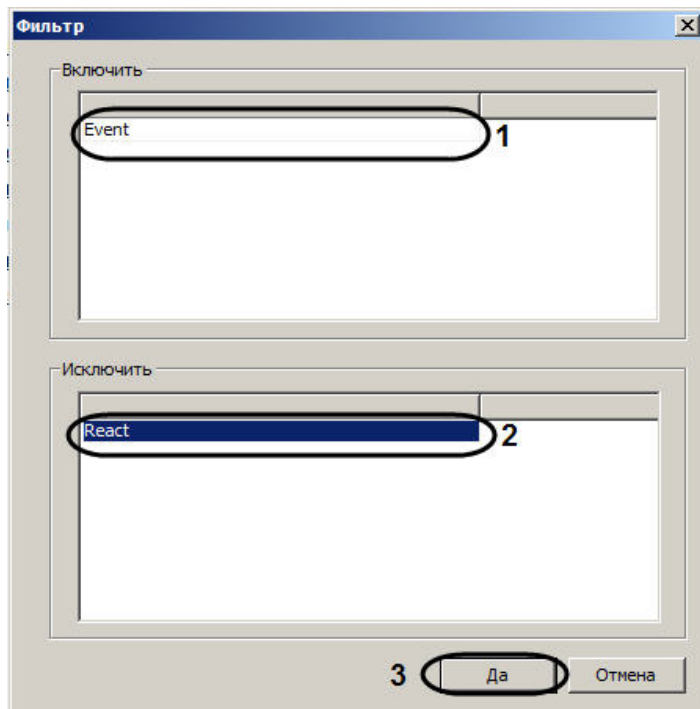 Фильтр
Включить
Event
1
Исключить
React
2
3
Да
Отмена